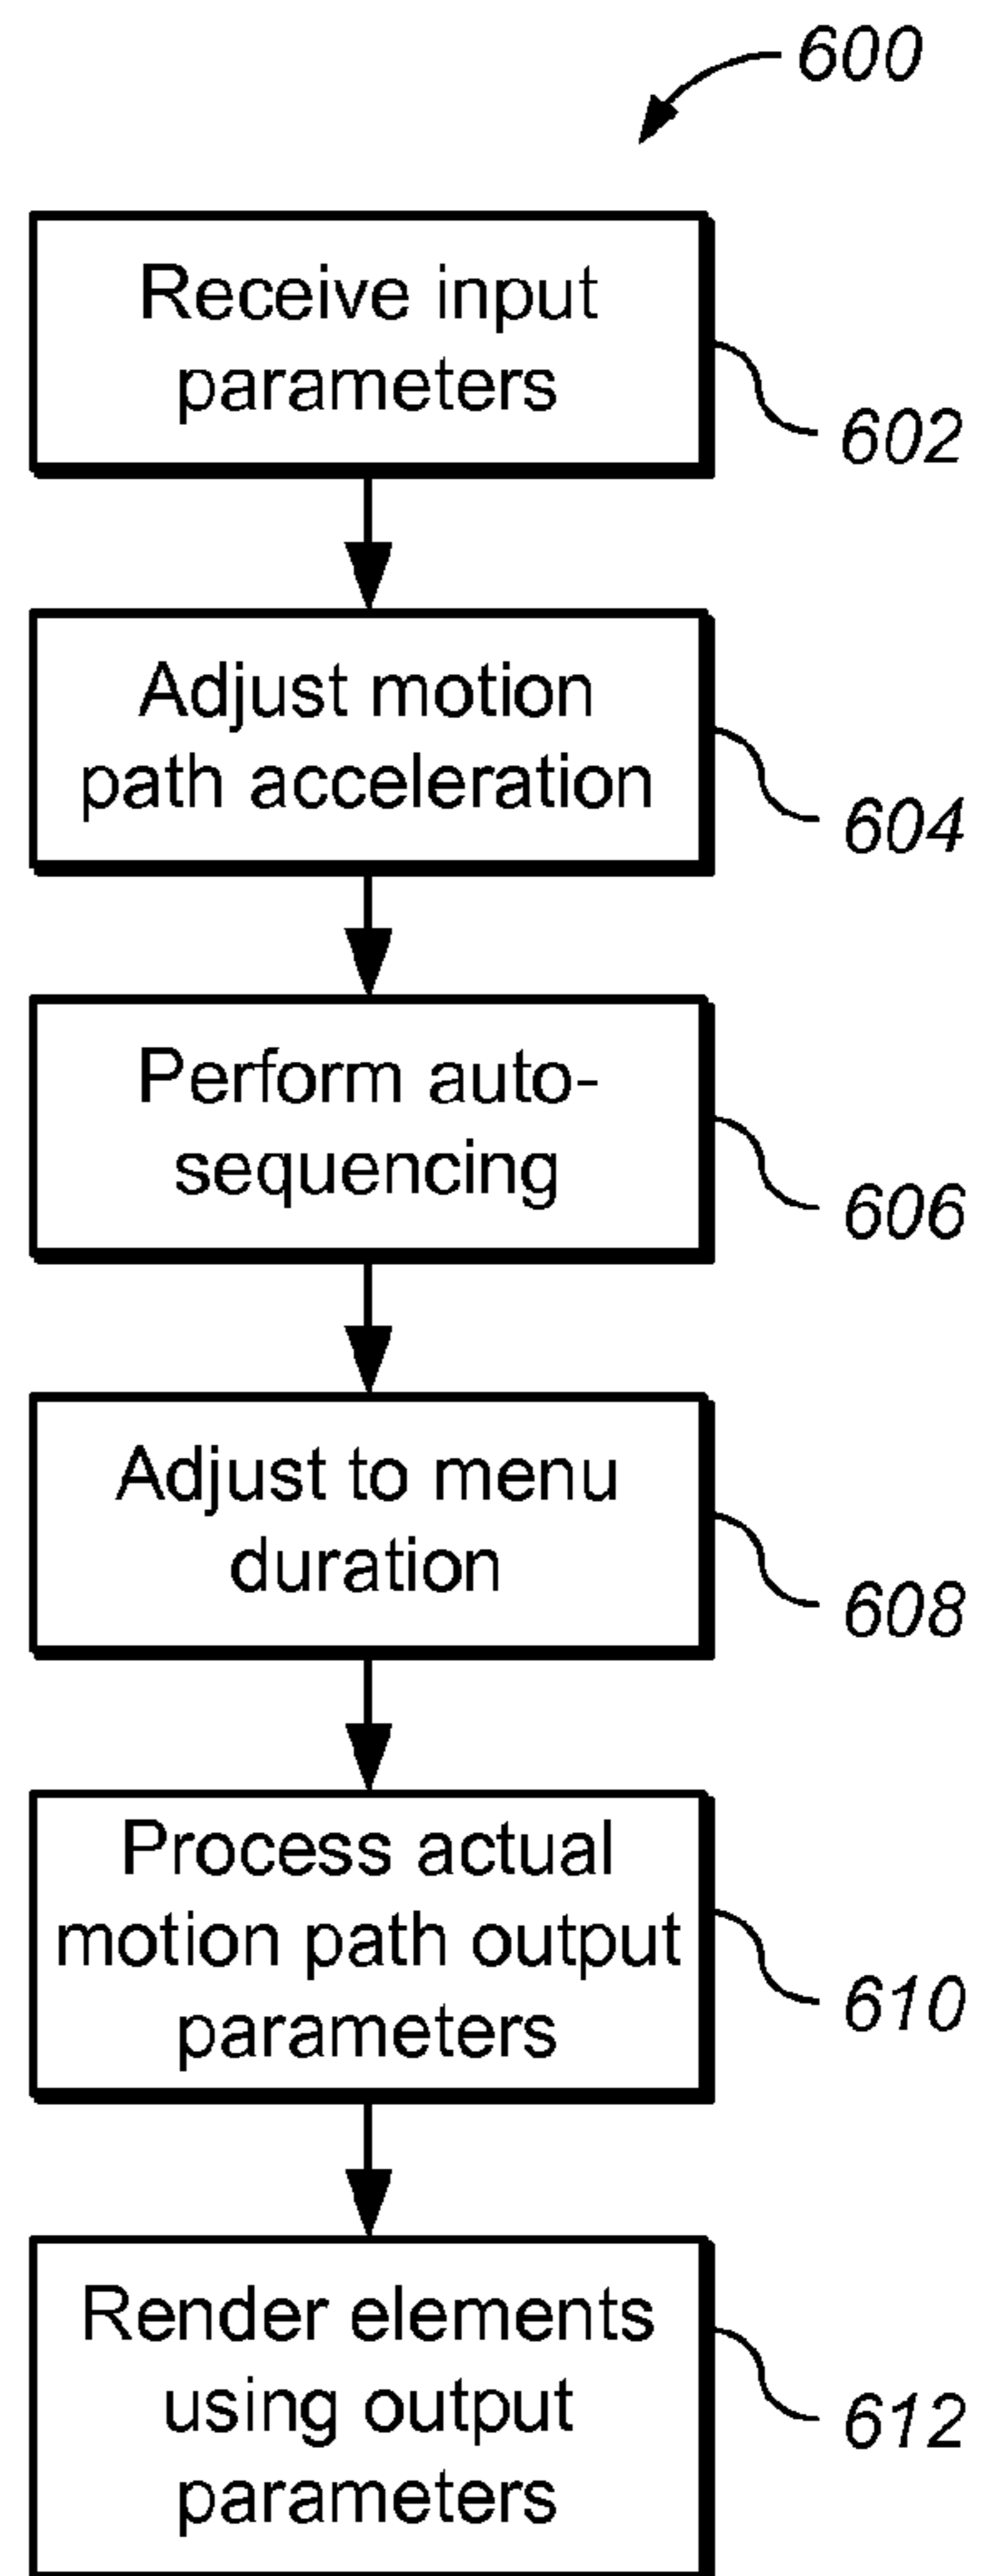 600
Receive input
parameters
602
Adjust motion
path acceleration
604
Perform auto-
sequencing
606
Adjust to menu
duration
608
Process actual
motion path output
parameters
610
Render elements
using output
parameters
612